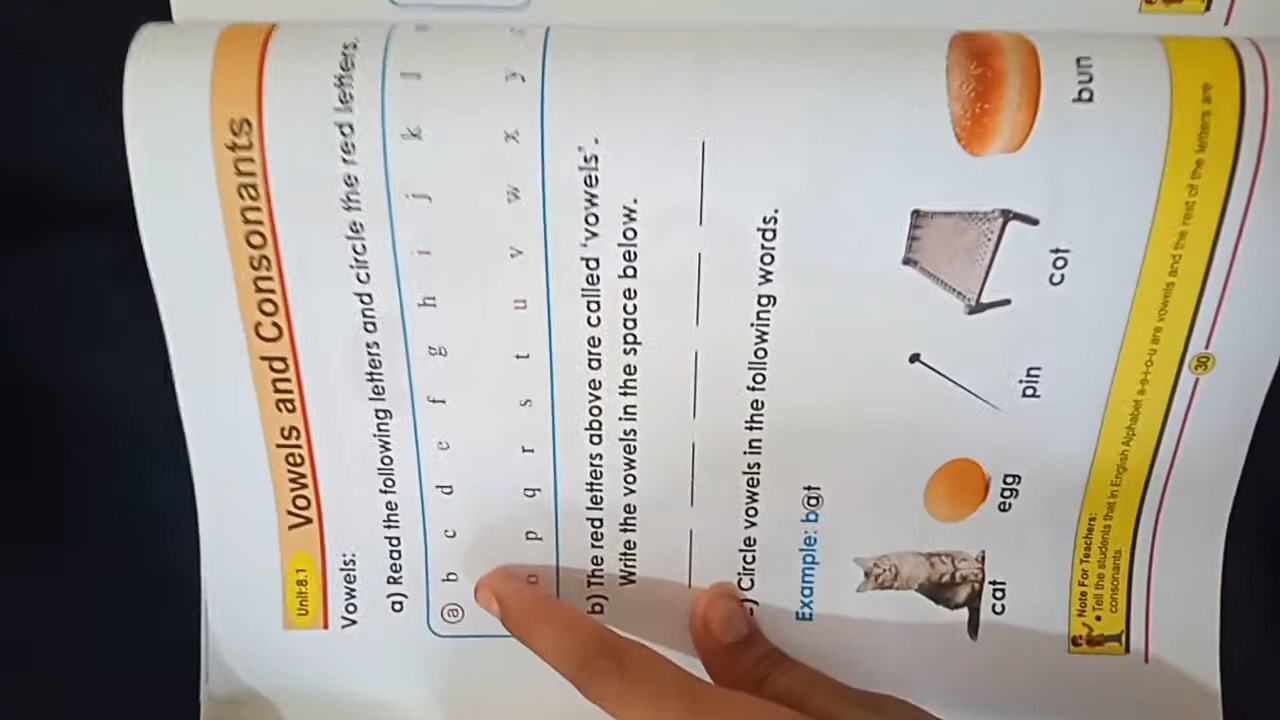 Unit:8.1 Vowels and Consonants
Vowels:
a) Read the following letters and circle the red letters.
a b c d e f g h i j k l
o p q r s t u v w x y
b) The red letters above are called 'vowels'.
Write the vowels in the space below.
Circle vowels in the following words.
Example: bat
cat egg pin cot bun
Note For Teachers:
• Tell the students that in English Alphabet a-e-i-o-u are vowels and the rest of the letters are
consonants.
30